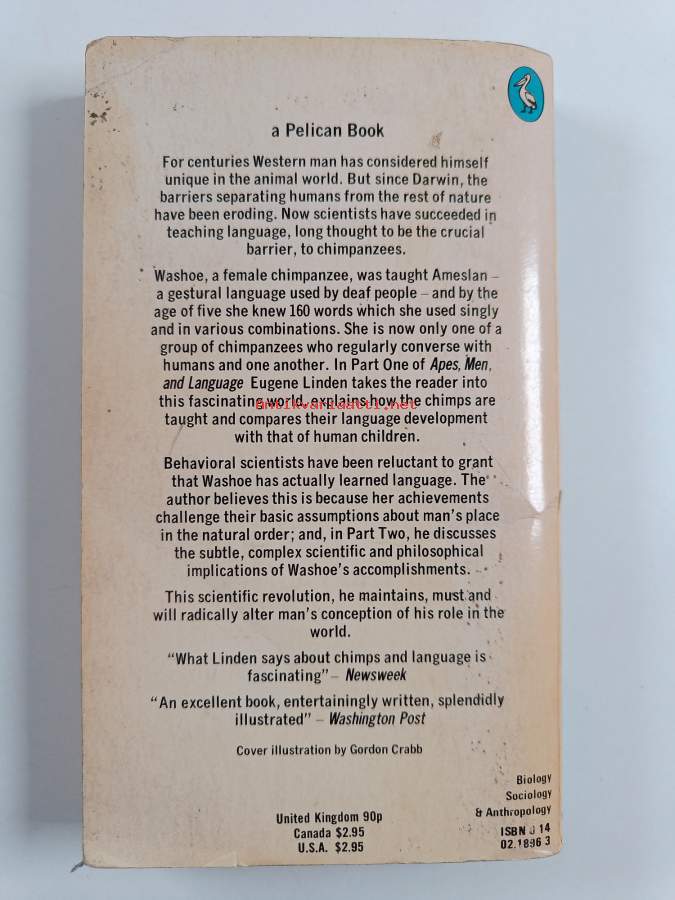 a Pelican Book
For centuries Western man has considered himself
unique in the animal world. But since Darwin, the
barriers separating humans from the rest of nature
have been eroding. Now scientists have succeeded in
teaching language, long thought to be the crucial
barrier, to chimpanzees.
Washoe, a female chimpanzee, was taught Ameslan –
a gestural language used by deaf people – and by the
age of five she knew 160 words which she used singly
and in various combinations. She is now only one of a
group of chimpanzees who regularly converse with
humans and one another. In Part One of Apes, Men,
and Language Eugene Linden takes the reader into
this fascinating world, explains how the chimps are
antikvariaatti.net
taught and compares their language development
with that of human children.
Behavioral scientists have been reluctant to grant
that Washoe has actually learned language. The
author believes this is because her achievements
challenge their basic assumptions about man's place
in the natural order; and, in Part Two, he discusses
the subtle, complex scientific and philosophical
implications of Washoe's accomplishments.
This scientific revolution, he maintains, must and
will radically alter man's conception of his role in the
world.
“What Linden says about chimps and language is
fascinating” – Newsweek
“An excellent book, entertainingly written, splendidly
illustrated” – Washington Post
Cover illustration by Gordon Crabb
Biology
Sociology
& Anthropology
United Kingdom 90p
Canada $2.95
U.S.A. $2.95
ISBN 0 14
02.1896 3